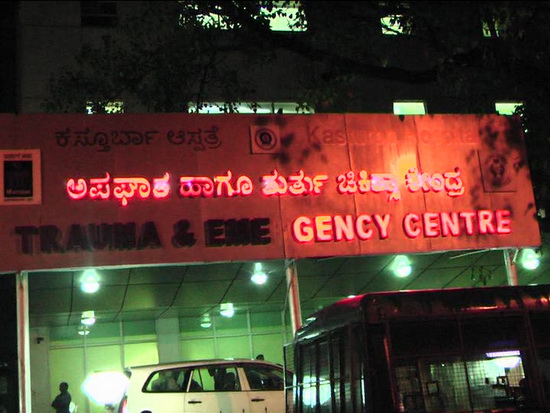 ಕಸ್ತೂರ್ಬಾ ಆಸ್ಪತ್ರೆ Kasturba Hospital
ಅಪಘಾತ ಹಾಗೂ ತುರ್ತು ಚಿಕಿತ್ಸಾ ಕೇಂದ್ರ
TRAUMA & EME GENCY CENTRE